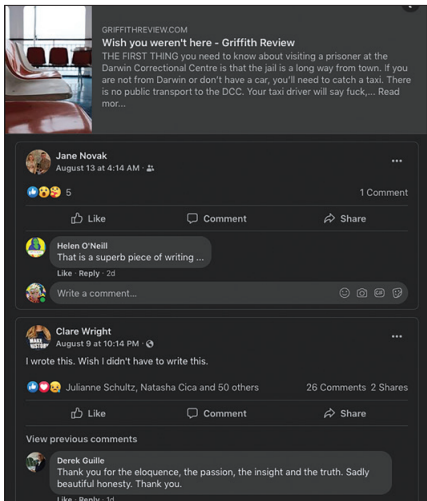 GRIFFITHREVIEW.COM
Wish you weren't here - Griffith Review
THE FIRST THING you need to know about visiting a prisoner at the
Darwin Correctional Centre is that the jail is a long way from town. If you
are not from Darwin or don't have a car, you'll need to catch a taxi. There
is no public transport to the DCC. Your taxi driver will say fuck,... Read
mor...
Jane Novak
August 13 at 4:14 AM ·
5
1 Comment
Like
Comment
Share
Helen O'Neill
That is a superb piece of writing ...
Like · Reply · 2d
Write a comment...
GIF
MAKE
HISTORY
Clare Wright
August 9 at 10:14 PM ·
I wrote this. Wish I didn't have to write this.
Julianne Schultz, Natasha Cica and 50 others
26 Comments 2 Shares
Like
Comment
Share
View previous comments
Derek Guille
Thank you for the eloquence, the passion, the insight and the truth. Sadly
beautiful honesty. Thank you.
Like · Reply · 1d